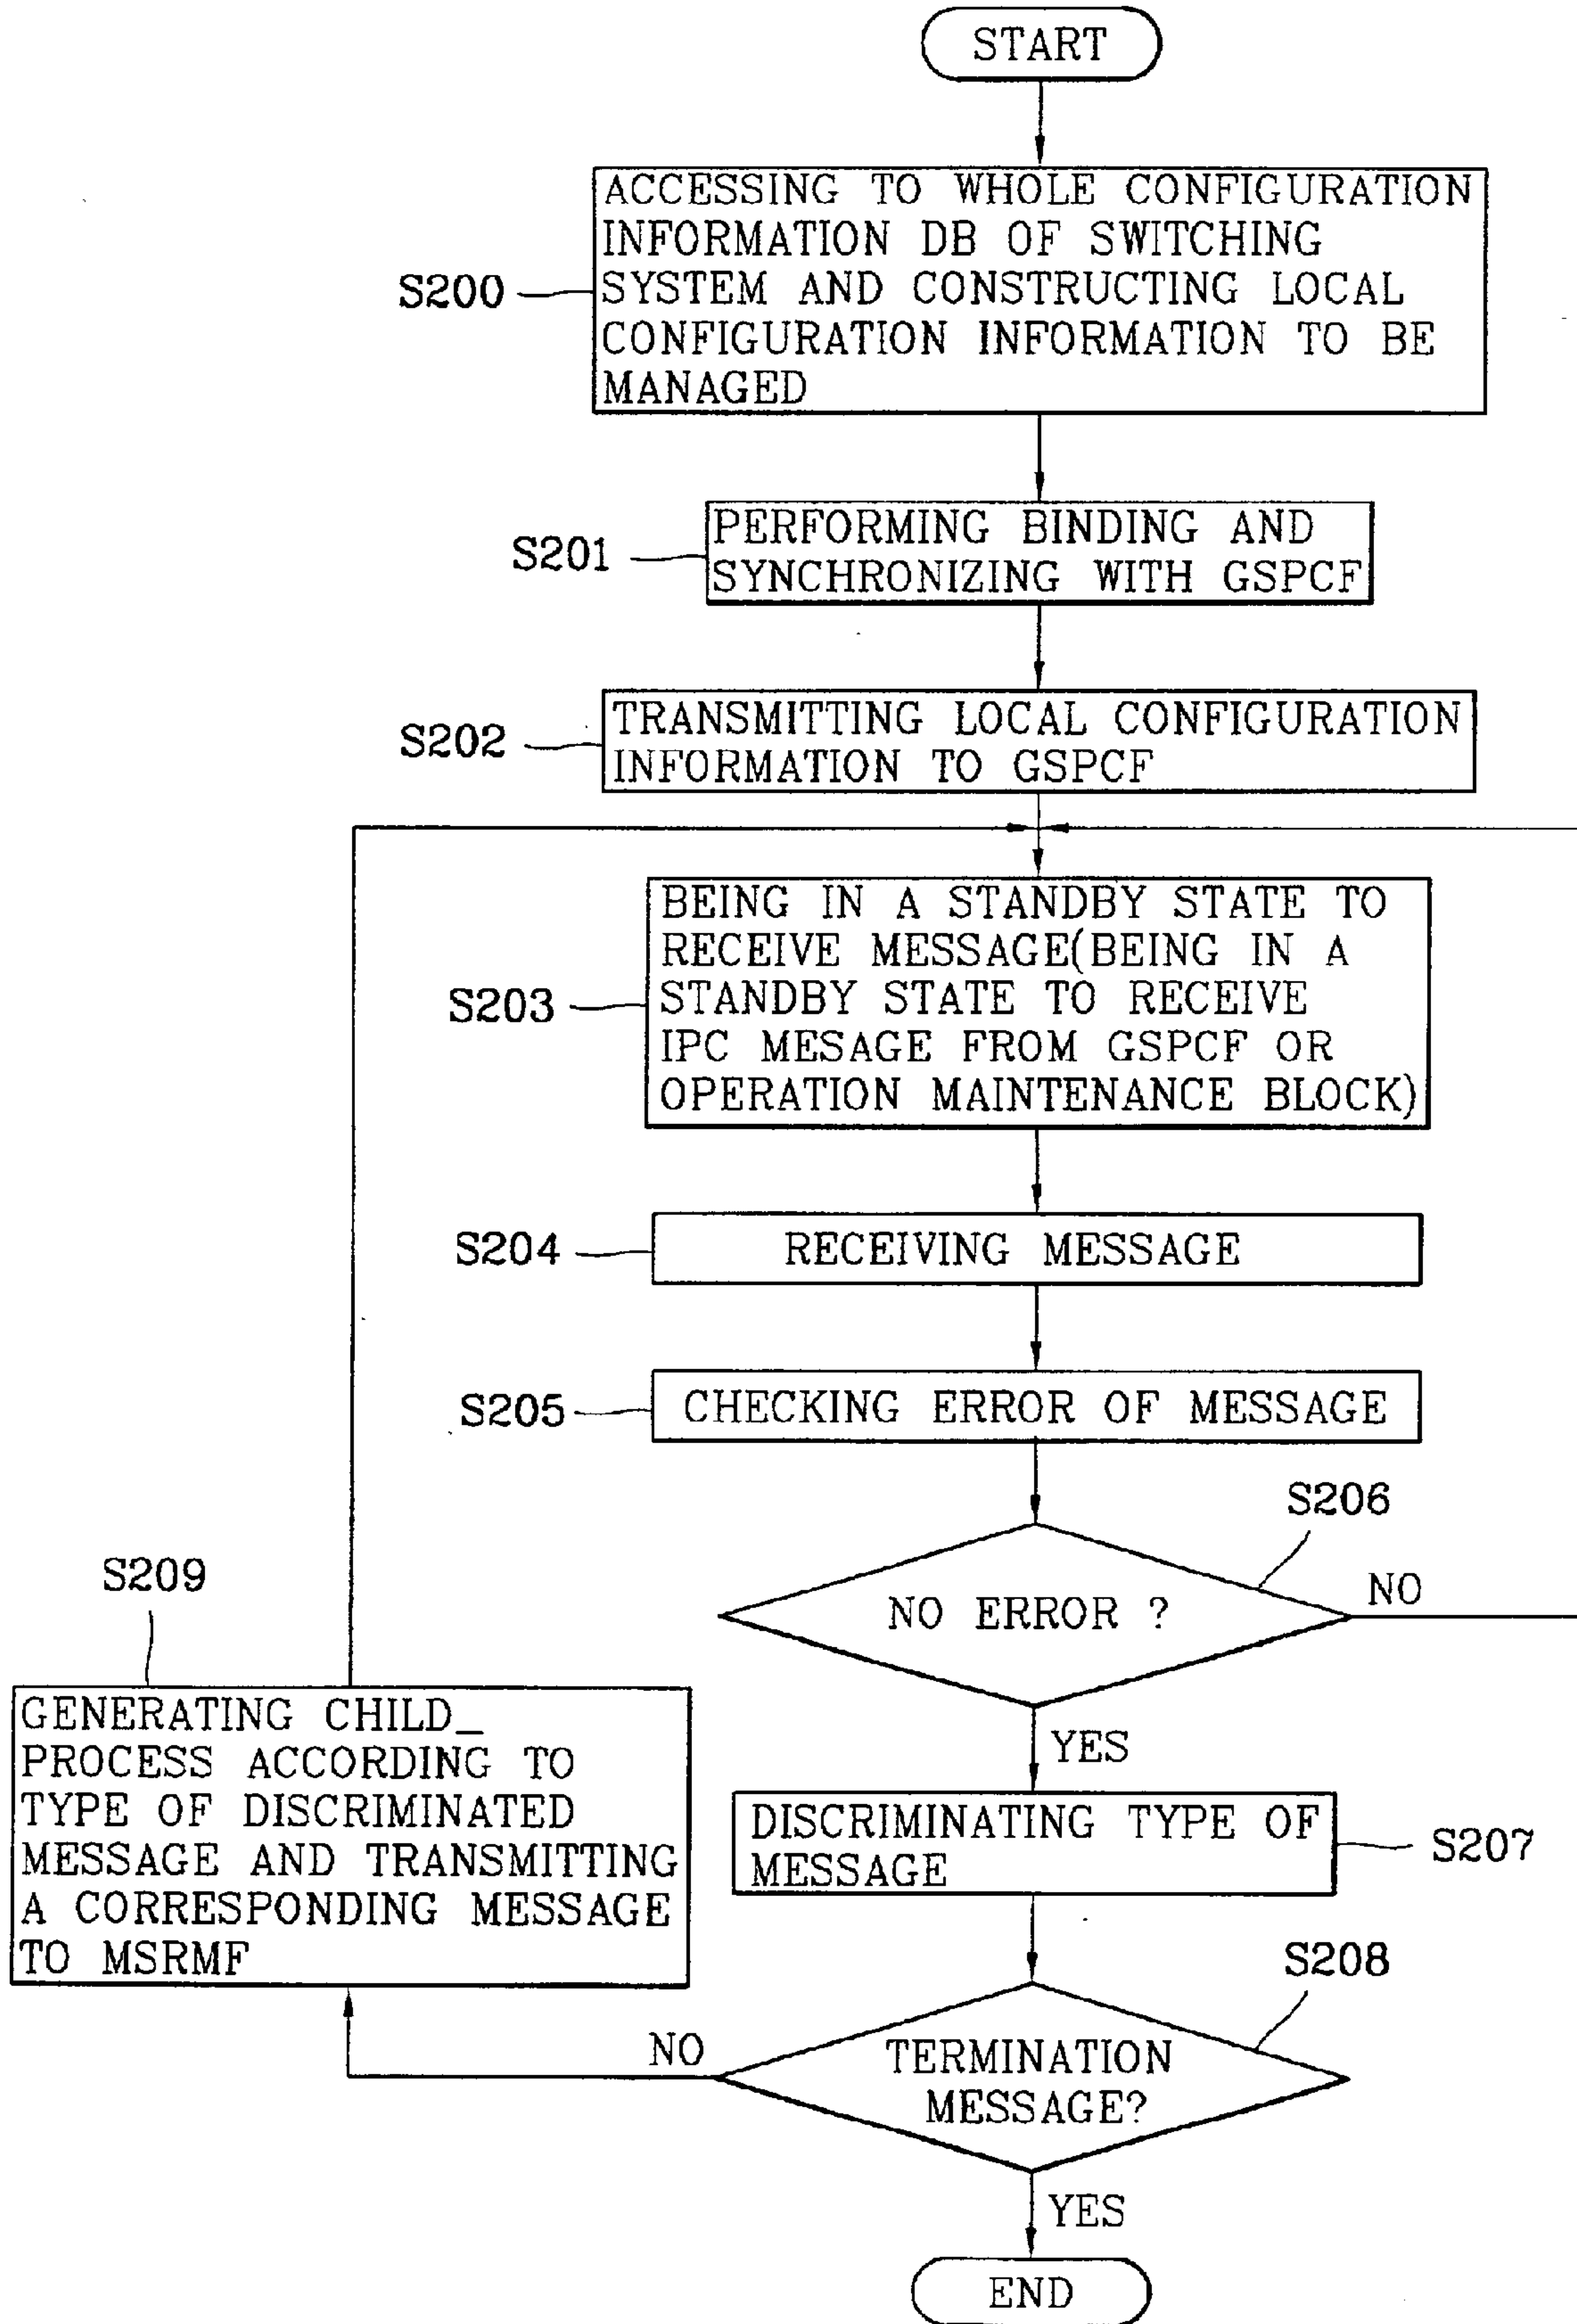 START
ACCESSING TO WHOLE CONFIGURATION
INFORMATION DB OF SWITCHING
S200
SYSTEM AND CONSTRUCTING LOCAL
CONFIGURATION INFORMATION TO BE
MANAGED
S201
PERFORMING BINDING AND
SYNCHRONIZING WITH GSPCF
S202
TRANSMITTING LOCAL CONFIGURATION
INFORMATION TO GSPCF
BEING IN A STANDBY STATE TO
RECEIVE MESSAGE(BEING IN A
S203
STANDBY STATE TO RECEIVE
IPC MESAGE FROM GSPCF OR
OPERATION MAINTENANCE BLOCK)
S204
RECEIVING MESSAGE
S205
CHECKING ERROR OF MESSAGE
S206
NO ERROR ?
NO
YES
DISCRIMINATING TYPE OF
MESSAGE
S207
S208
TERMINATION
MESSAGE?
NO
S209
GENERATING CHILD_
PROCESS ACCORDING TO
TYPE OF DISCRIMINATED
MESSAGE AND TRANSMITTING
A CORRESPONDING MESSAGE
TO MSRMF
YES
END